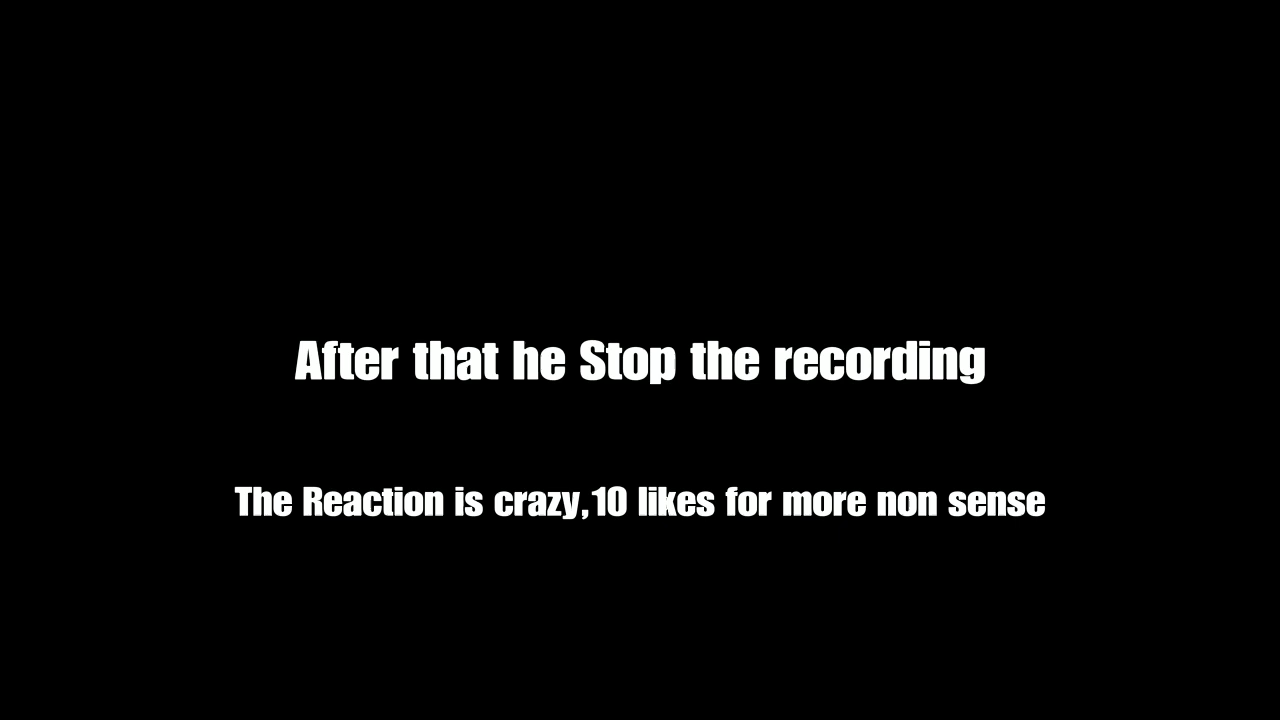 After that he Stop the recording
The Reaction is crazy,10 likes for more non sense